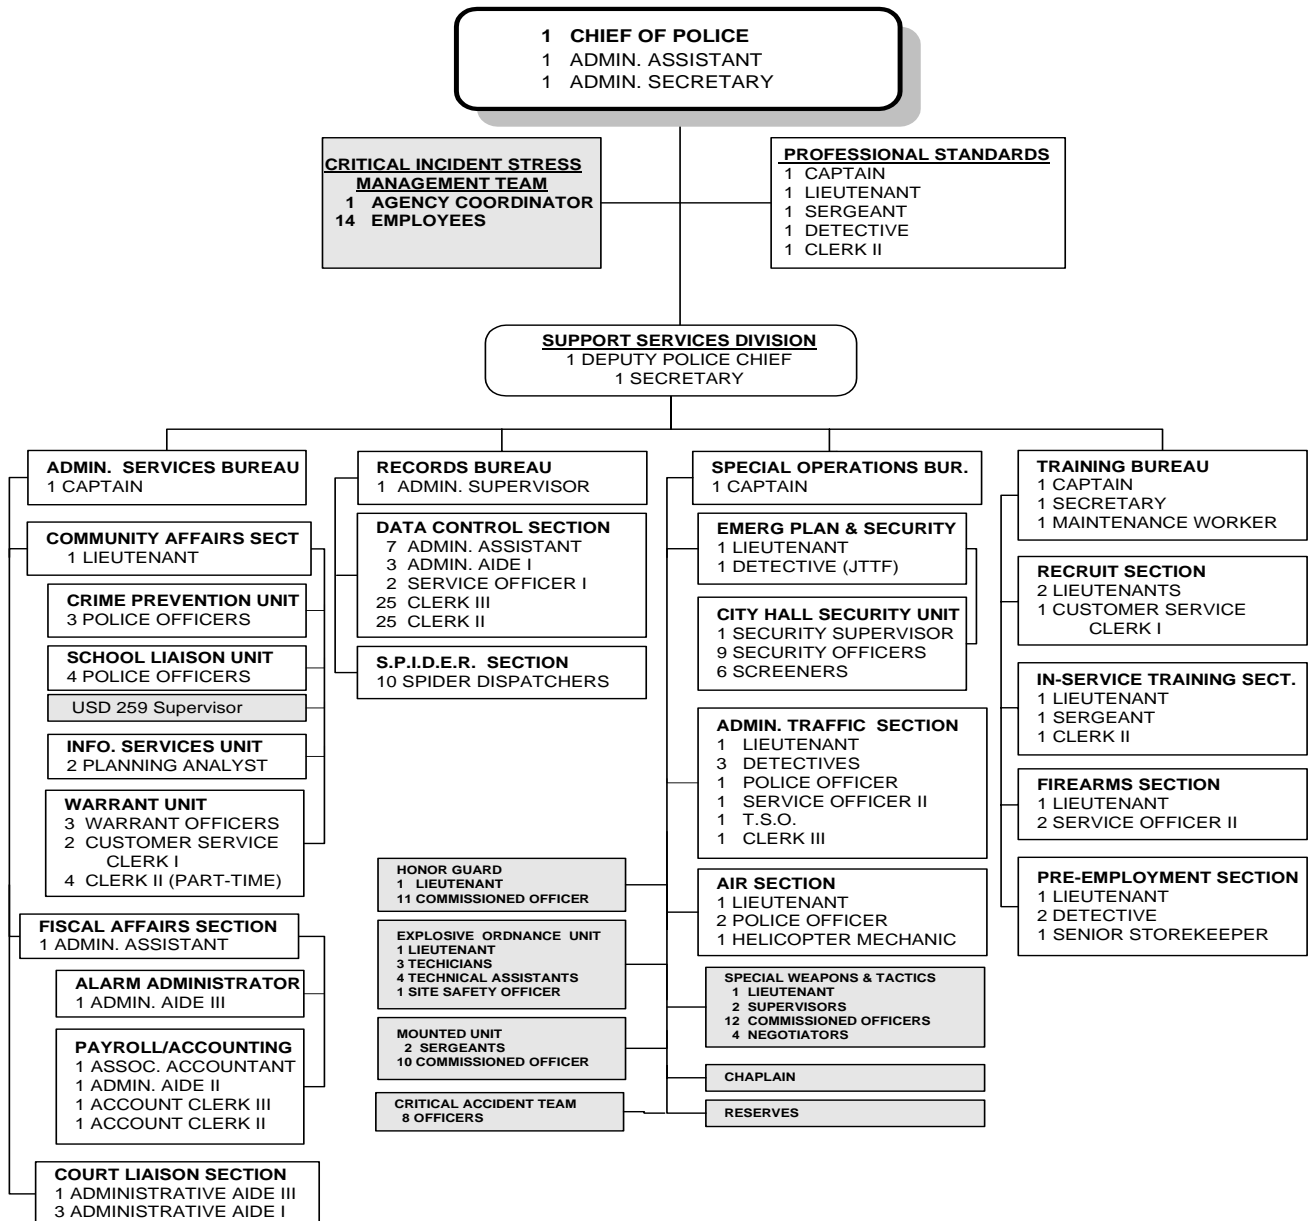 1 CHIEF OF POLICE
1 ADMIN. ASSISTANT
1 ADMIN. SECRETARY
CRITICAL INCIDENT STRESS
MANAGEMENT TEAM
1 AGENCY COORDINATOR
14 EMPLOYEES
PROFESSIONAL STANDARDS
1 CAPTAIN
1 LIEUTENANT
1 SERGEANT
1 DETECTIVE
1 CLERK II
SUPPORT SERVICES DIVISION
1 DEPUTY POLICE CHIEF
1 SECRETARY
ADMIN. SERVICES BUREAU
1 CAPTAIN
COMMUNITY AFFAIRS SECT
1 LIEUTENANT
CRIME PREVENTION UNIT
3 POLICE OFFICERS
SCHOOL LIAISON UNIT
4 POLICE OFFICERS
USD 259 Supervisor
INFO. SERVICES UNIT
2 PLANNING ANALYST
WARRANT UNIT
3 WARRANT OFFICERS
2 CUSTOMER SERVICE
CLERK I
4 CLERK II (PART-TIME)
FISCAL AFFAIRS SECTION
1 ADMIN. ASSISTANT
ALARM ADMINISTRATOR
1 ADMIN. AIDE III
PAYROLL/ACCOUNTING
1 ASSOC. ACCOUNTANT
1 ADMIN. AIDE II
1 ACCOUNT CLERK III
1 ACCOUNT CLERK II
COURT LIAISON SECTION
1 ADMINISTRATIVE AIDE III
3 ADMINISTRATIVE AIDE I
RECORDS BUREAU
1 ADMIN. SUPERVISOR
DATA CONTROL SECTION
7 ADMIN. ASSISTANT
3 ADMIN. AIDE I
2 SERVICE OFFICER I
25 CLERK III
25 CLERK II
S.P.I.D.E.R. SECTION
10 SPIDER DISPATCHERS
SPECIAL OPERATIONS BUR.
1 CAPTAIN
EMERG PLAN & SECURITY
1 LIEUTENANT
1 DETECTIVE (JTTF)
CITY HALL SECURITY UNIT
1 SECURITY SUPERVISOR
9 SECURITY OFFICERS
6 SCREENERS
ADMIN. TRAFFIC SECTION
1 LIEUTENANT
3 DETECTIVES
1 POLICE OFFICER
1 SERVICE OFFICER II
1 T.S.O.
1 CLERK III
AIR SECTION
1 LIEUTENANT
2 POLICE OFFICER
1 HELICOPTER MECHANIC
HONOR GUARD
1 LIEUTENANT
11 COMMISSIONED OFFICER
EXPLOSIVE ORDNANCE UNIT
1 LIEUTENANT
3 TECHICIANS
4 TECHNICAL ASSISTANTS
1 SITE SAFETY OFFICER
MOUNTED UNIT
2 SERGEANTS
10 COMMISSIONED OFFICER
CRITICAL ACCIDENT TEAM
8 OFFICERS
SPECIAL WEAPONS & TACTICS
1 LIEUTENANT
2 SUPERVISORS
12 COMMISSIONED OFFICERS
4 NEGOTIATORS
CHAPLAIN
RESERVES
TRAINING BUREAU
1 CAPTAIN
1 SECRETARY
1 MAINTENANCE WORKER
RECRUIT SECTION
2 LIEUTENANTS
1 CUSTOMER SERVICE
CLERK I
IN-SERVICE TRAINING SECT.
1 LIEUTENANT
1 SERGEANT
1 CLERK II
FIREARMS SECTION
1 LIEUTENANT
2 SERVICE OFFICER II
PRE-EMPLOYMENT SECTION
1 LIEUTENANT
2 DETECTIVE
1 SENIOR STOREKEEPER